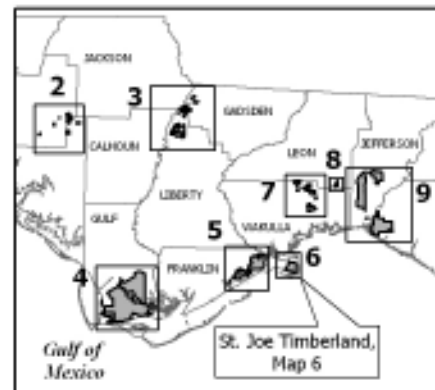 JACKSON
2
3
GADSDEN
LEON
JEFFERSON
CALHOUN
8
7
9
LIBERTY
GULF
WAKULLA
5
4
FRANKLIN
6
St. Joe Timberland,
Map 6
Gulf of
Mexico